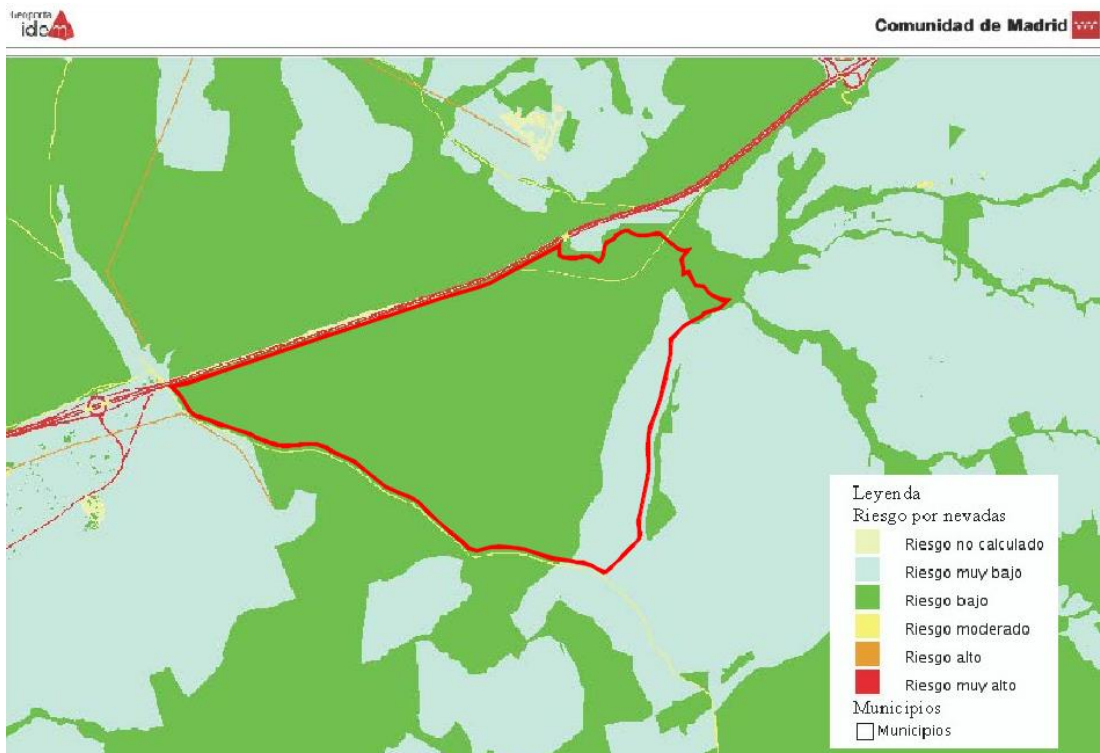 Geoportal
idem
Comunidad de Madrid
Leyenda
Riesgo por nevadas
Riesgo no calculado
Riesgo muy bajo
Riesgo bajo
Riesgo moderado
Riesgo alto
Riesgo muy alto
Municipios
Municipios